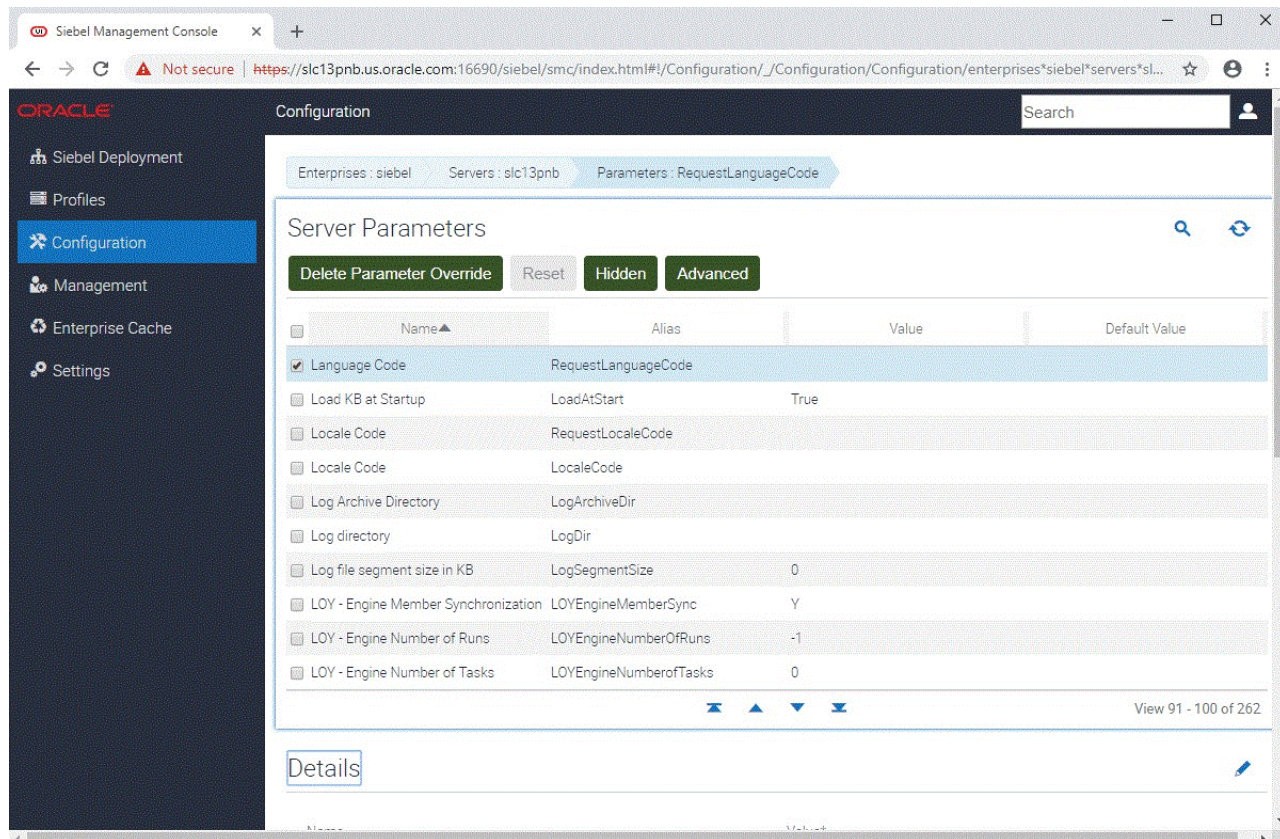 Siebel Management Console
Not secure https://slc13pnb.us.oracle.com:16690/siebel/smc/index.html#!/Configuration/_/Configuration/Configuration/enterprises*siebel*servers*sl...
ORACLE
Configuration
Search
Siebel Deployment
Profiles
Configuration
Management
Enterprise Cache
Settings
Enterprises : siebel
Servers : slc13pnb
Parameters : RequestLanguageCode
Server Parameters
Delete Parameter Override
Reset
Hidden
Advanced
Name Alias Value Default Value
Language Code RequestLanguageCode
Load KB at Startup LoadAtStart True
Locale Code RequestLocaleCode
Locale Code LocaleCode
Log Archive Directory LogArchiveDir
Log directory LogDir
Log file segment size in KB LogSegmentSize 0
LOY - Engine Member Synchronization LOYEngineMemberSync Y
LOY - Engine Number of Runs LOYEngineNumberOfRuns -1
LOY - Engine Number of Tasks LOYEngineNumberofTasks 0
View 91 - 100 of 262
Details